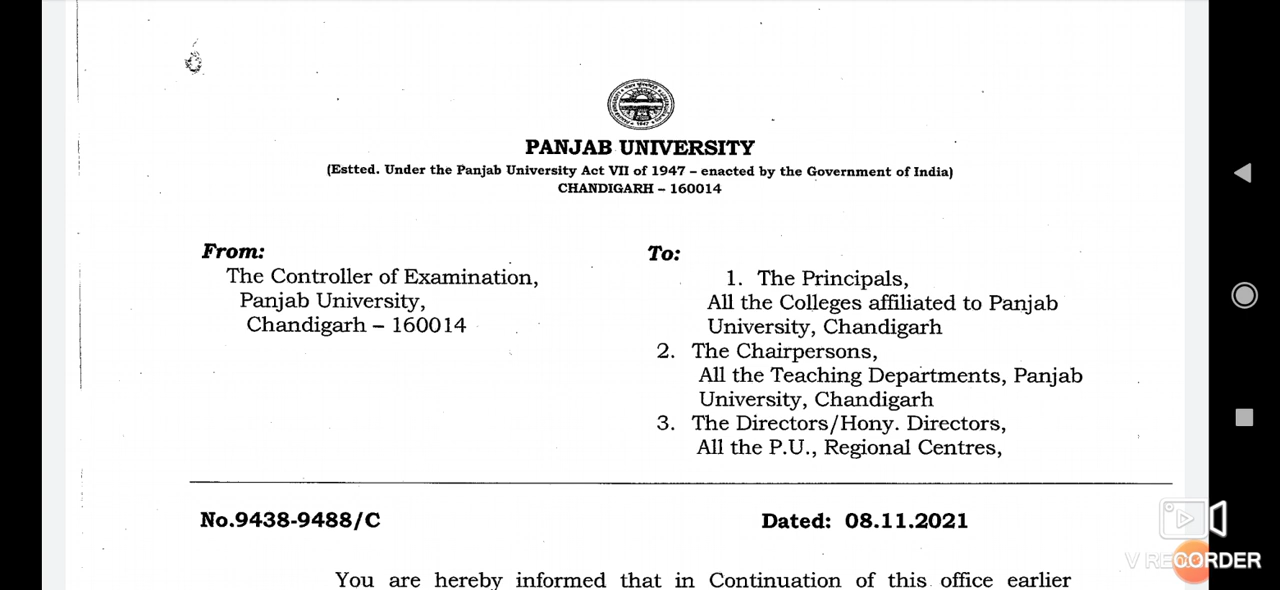 PANJAB UNIVERSITY
(Estted. Under the Panjab University Act VII of 1947 – enacted by the Government of India)
CHANDIGARH – 160014
From:
The Controller of Examination,
Panjab University,
Chandigarh – 160014
To:
1. The Principals,
All the Colleges affiliated to Panjab
University, Chandigarh
2. The Chairpersons,
All the Teaching Departments, Panjab
University, Chandigarh
3. The Directors/Hony. Directors,
All the P.U., Regional Centres,
No.9438-9488/C
Dated: 08.11.2021
You are hereby informed that in Continuation of this office earlier
V RECORDER